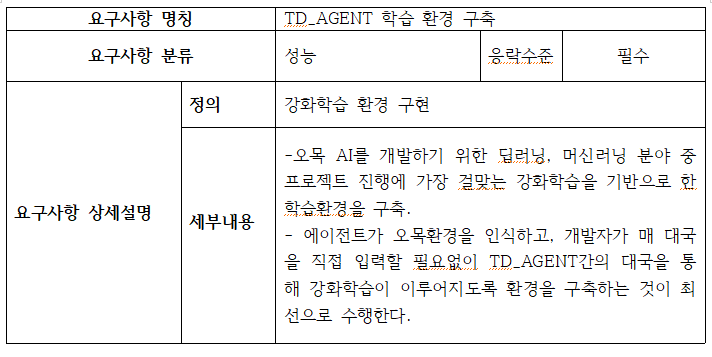 요구사항 명칭 TD_AGENT 학습 환경 구축
요구사항 분류 성능 응락수준 필수
요구사항 상세설명
정의 강화학습 환경 구현
세부내용
-오목 AI를 개발하기 위한 딥러닝, 머신러닝 분야 중
프로젝트 진행에 가장 걸맞는 강화학습을 기반으로 한
학습환경을 구축.
- 에이전트가 오목환경을 인식하고, 개발자가 매 대국
을 직접 입력할 필요없이 TD_AGENT간의 대국을 통
해 강화학습이 이루어지도록 환경을 구축하는 것이 최
선으로 수행한다.